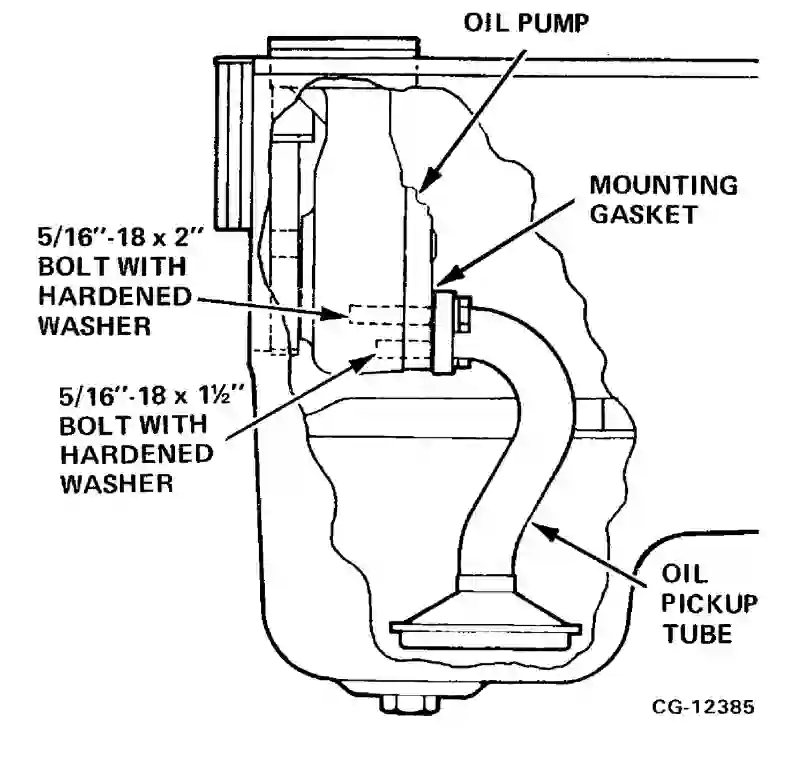 OIL PUMP
MOUNTING
GASKET
5/16"-18 x 2"
BOLT WITH
HARDENED
WASHER
5/16"-18 x 1½"
BOLT WITH
HARDENED
WASHER
OIL
PICKUP
TUBE
CG-12385